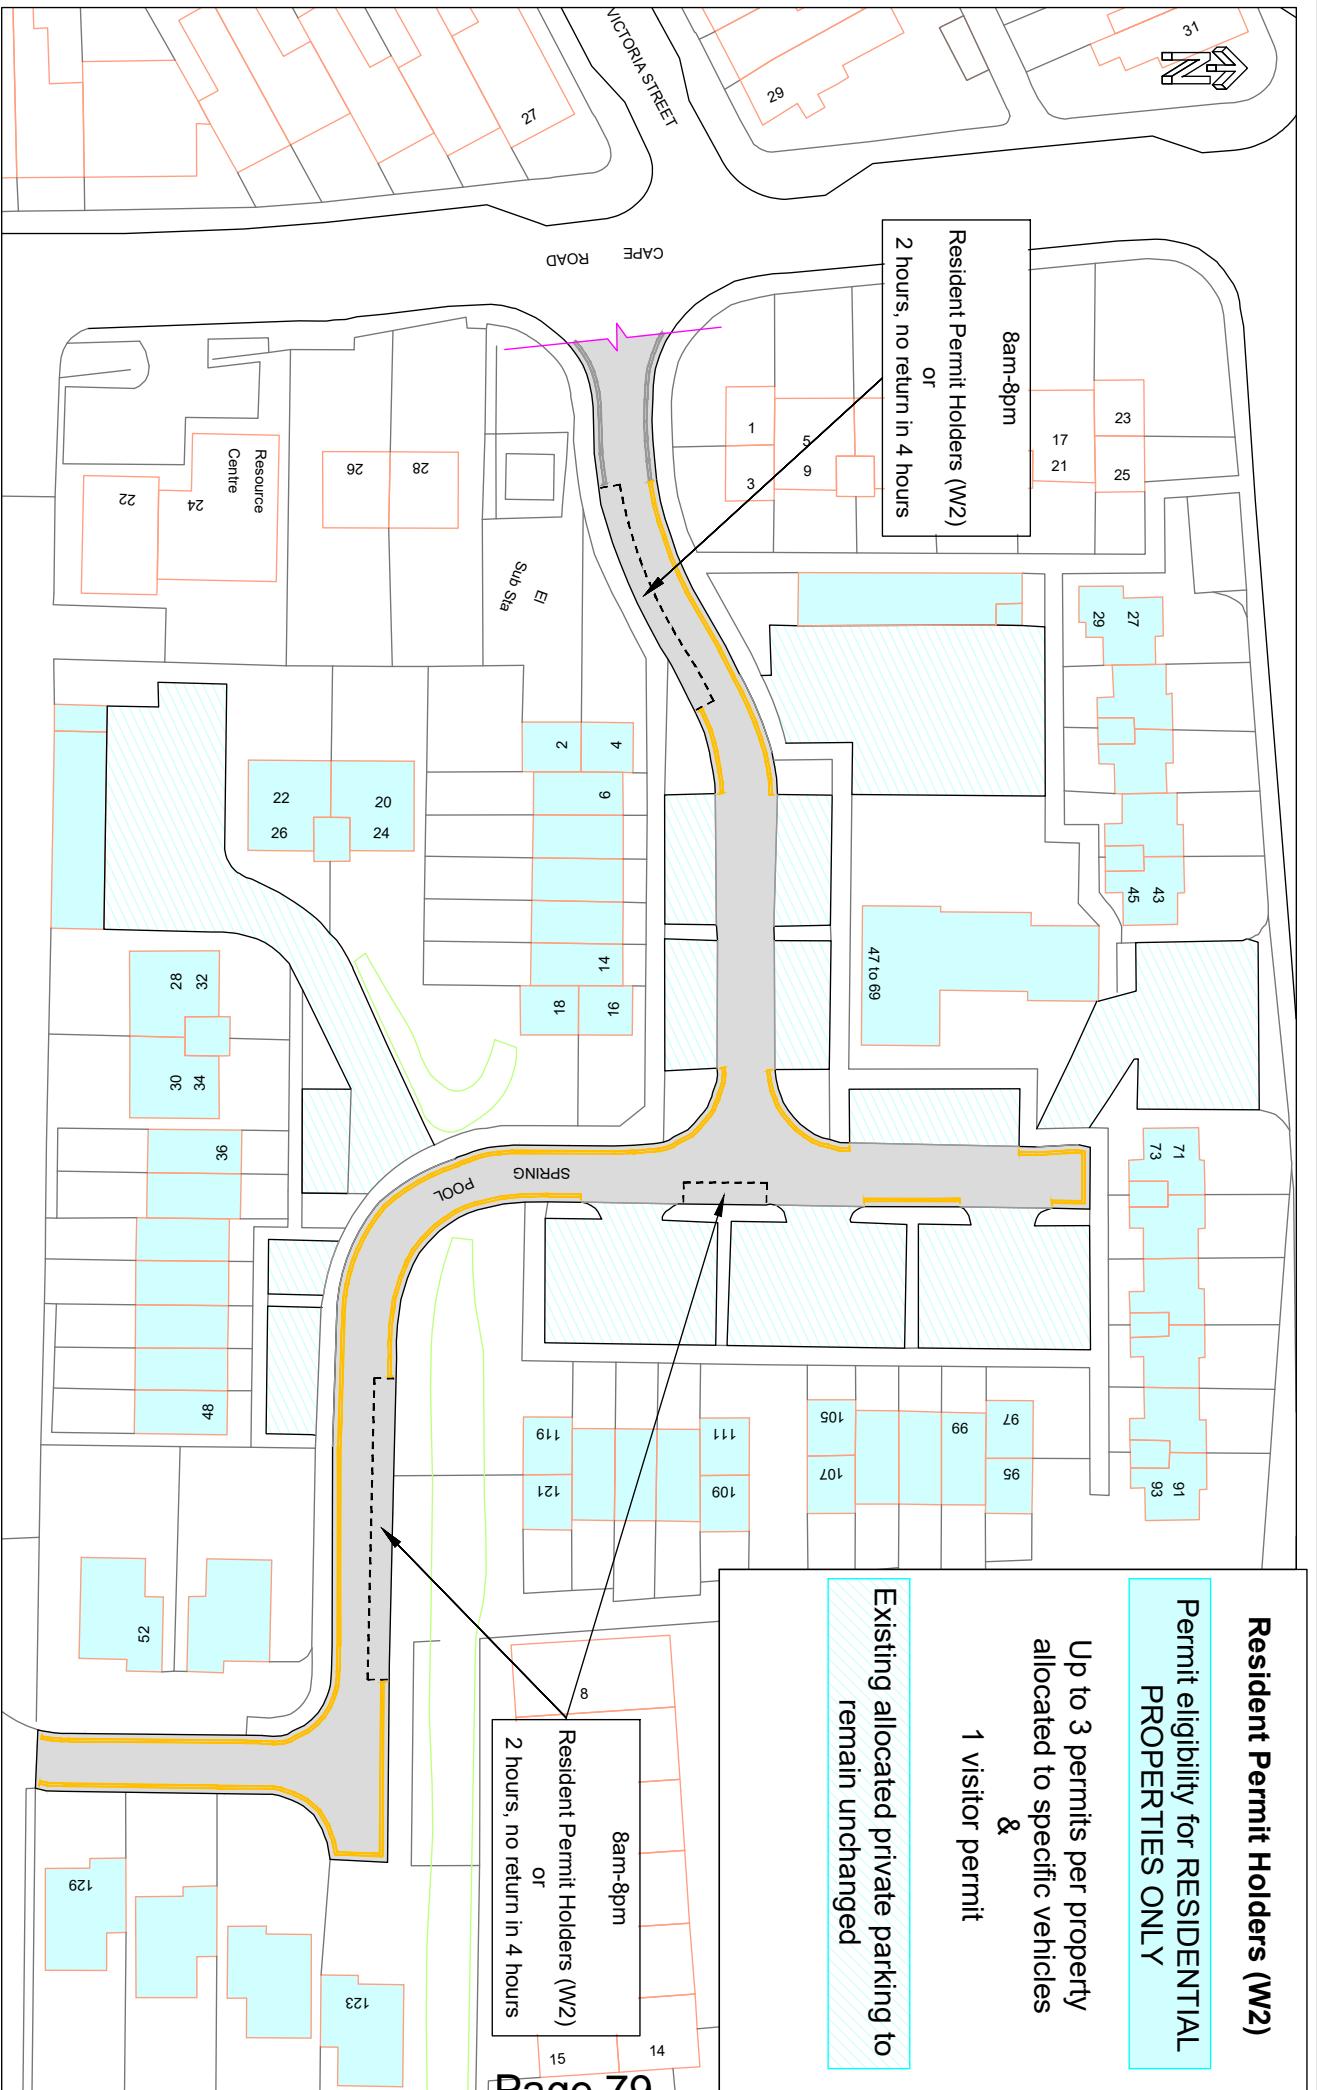 VICTORIA STREET
CAPE
ROAD
31
29
27
N
8am-8pm
Resident Permit Holders (W2)
or
2 hours, no return in 4 hours
1
3
5
9
17
21
23
25
Resource
Centre
22
24
26
28
El
Sub Sta
29
27
45
43
47 to 69
2
4
6
14
18
16
22
20
26
24
28
32
30
34
36
48
52
SPRING
POOL
73
71
93
91
119
121
111
109
105
107
99
97
95
8
15
14
129
123
8am-8pm
Resident Permit Holders (W2)
or
2 hours, no return in 4 hours
Resident Permit Holders (W2)
Permit eligibility for RESIDENTIAL
PROPERTIES ONLY
Up to 3 permits per property
allocated to specific vehicles
&
1 visitor permit
Existing allocated private parking to
remain unchanged
Page 79